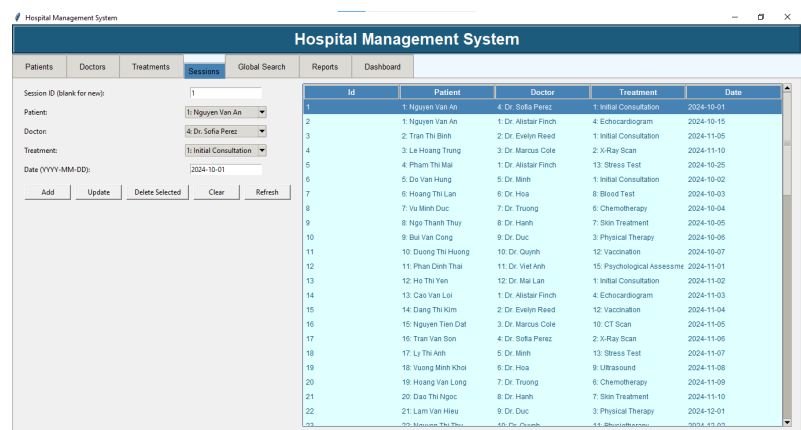 Hospital Management System
Hospital Management System
Patients Doctors Treatments Sessions Global Search Reports Dashboard
Session ID (blank for new): 1
Patient: 1: Nguyen Van An
Doctor: 4: Dr. Sofia Perez
Treatment: 1: Initial Consultation
Date (YYYY-MM-DD): 2024-10-01
Add Update Delete Selected Clear Refresh
Id Patient Doctor Treatment Date
1 1: Nguyen Van An 4: Dr. Sofia Perez 1: Initial Consultation 2024-10-01
2 1: Nguyen Van An 1: Dr. Alistair Finch 4: Echocardiogram 2024-10-15
3 2: Tran Thi Binh 2: Dr. Evelyn Reed 1: Initial Consultation 2024-11-05
4 3: Le Hoang Trung 3: Dr. Marcus Cole 2: X-Ray Scan 2024-11-10
5 4: Pham Thi Mai 1: Dr. Alistair Finch 13: Stress Test 2024-10-25
6 5: Do Van Hung 5: Dr. Minh 1: Initial Consultation 2024-10-02
7 6: Hoang Thi Lan 6: Dr. Hoa 8: Blood Test 2024-10-03
8 7: Vu Minh Duc 7: Dr. Truong 6: Chemotherapy 2024-10-04
9 8: Ngo Thanh Thuy 8: Dr. Hanh 7: Skin Treatment 2024-10-05
10 9: Bui Van Cong 9: Dr. Duc 3: Physical Therapy 2024-10-06
11 10: Duong Thi Huong 10: Dr. Quynh 12: Vaccination 2024-10-07
12 11: Phan Dinh Thai 11: Dr. Viet Anh 15: Psychological Assessme 2024-11-01
13 12: Ho Thi Yen 12: Dr. Mai Lan 1: Initial Consultation 2024-11-02
14 13: Cao Van Loi 1: Dr. Alistair Finch 4: Echocardiogram 2024-11-03
15 14: Dang Thi Kim 2: Dr. Evelyn Reed 12: Vaccination 2024-11-04
16 15: Nguyen Tien Dat 3: Dr. Marcus Cole 10: CT Scan 2024-11-05
17 16: Tran Van Son 4: Dr. Sofia Perez 2: X-Ray Scan 2024-11-06
18 17: Ly Thi Anh 5: Dr. Minh 13: Stress Test 2024-11-07
19 18: Vuong Minh Khoi 6: Dr. Hoa 9: Ultrasound 2024-11-08
20 19: Hoang Van Long 7: Dr. Truong 6: Chemotherapy 2024-11-09
21 20: Dao Thi Ngoc 8: Dr. Hanh 7: Skin Treatment 2024-11-10
22 21: Lam Van Hieu 9: Dr. Duc 3: Physical Therapy 2024-12-01
23 22: Nguyen Thi Thu 10: Dr. Quynh 11: Physiotherapy 2024-12-02